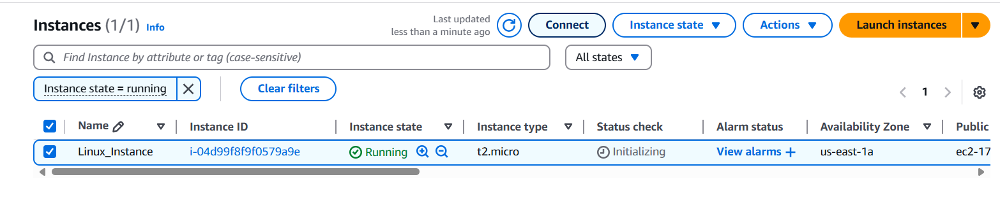 Instances (1/1) Info
Last updated
less than a minute ago
Connect
Instance state
Actions
Launch instances
Find Instance by attribute or tag (case-sensitive)
All states
Instance state = running
Clear filters
1
Name Instance ID Instance state Instance type Status check Alarm status Availability Zone Public
Linux_Instance i-04d99f8f9f0579a9e Running t2.micro Initializing View alarms + us-east-1a ec2-17